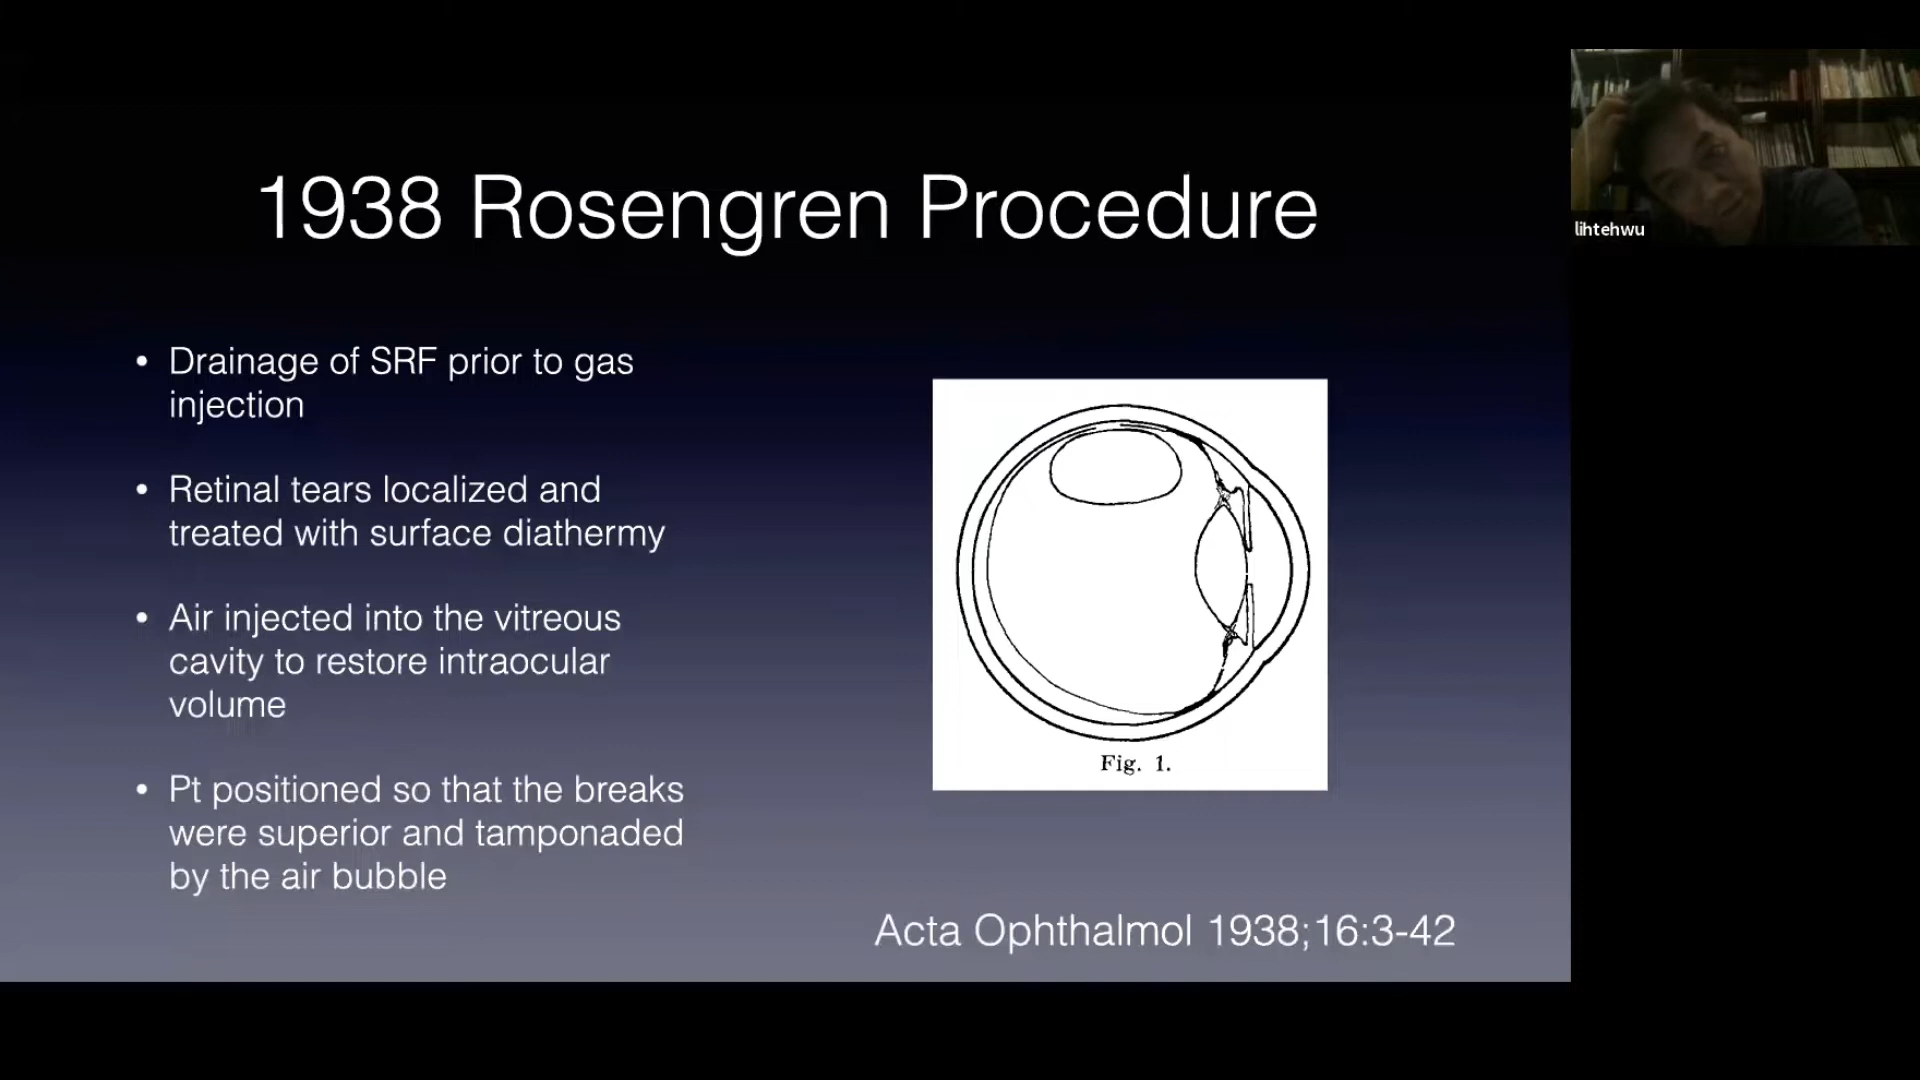 1938 Rosengren Procedure
• Drainage of SRF prior to gas
injection
• Retinal tears localized and
treated with surface diathermy
• Air injected into the vitreous
cavity to restore intraocular
volume
• Pt positioned so that the breaks
were superior and tamponaded
by the air bubble
Fig. 1.
Acta Ophthalmol 1938;16:3-42
lihtehwu